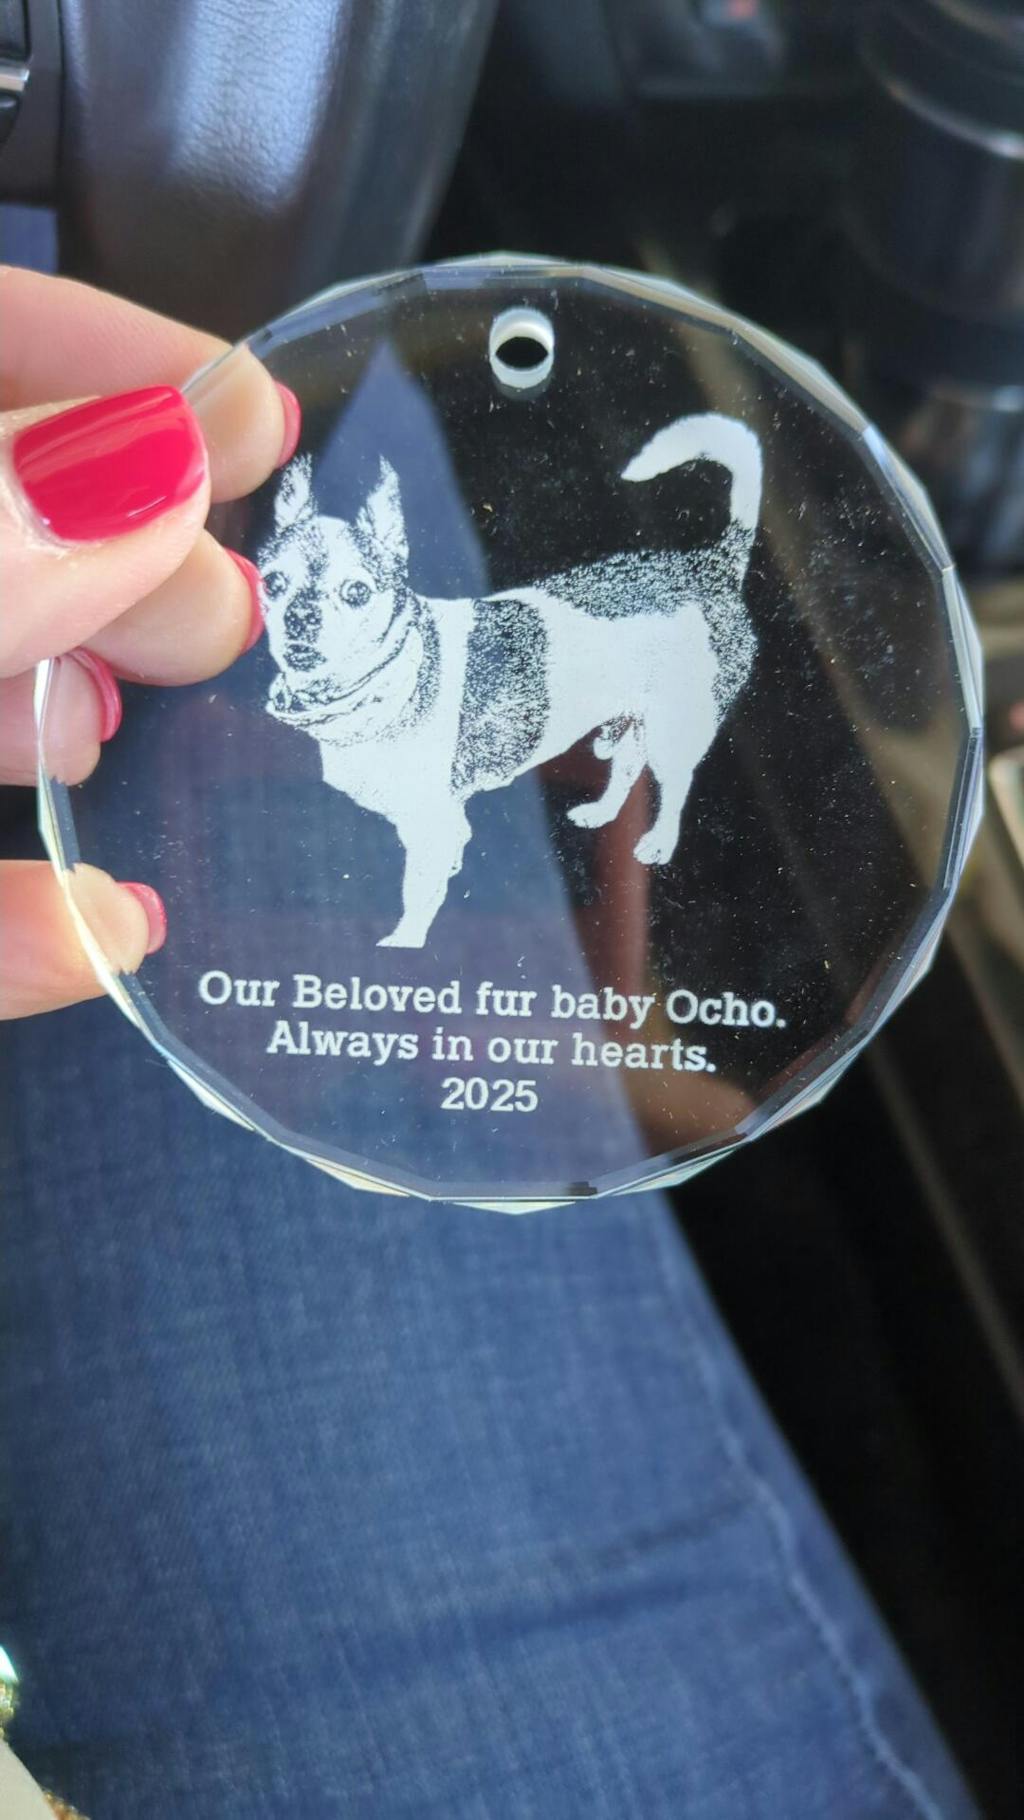 Our Beloved fur baby Ocho.
Always in our hearts.
2025